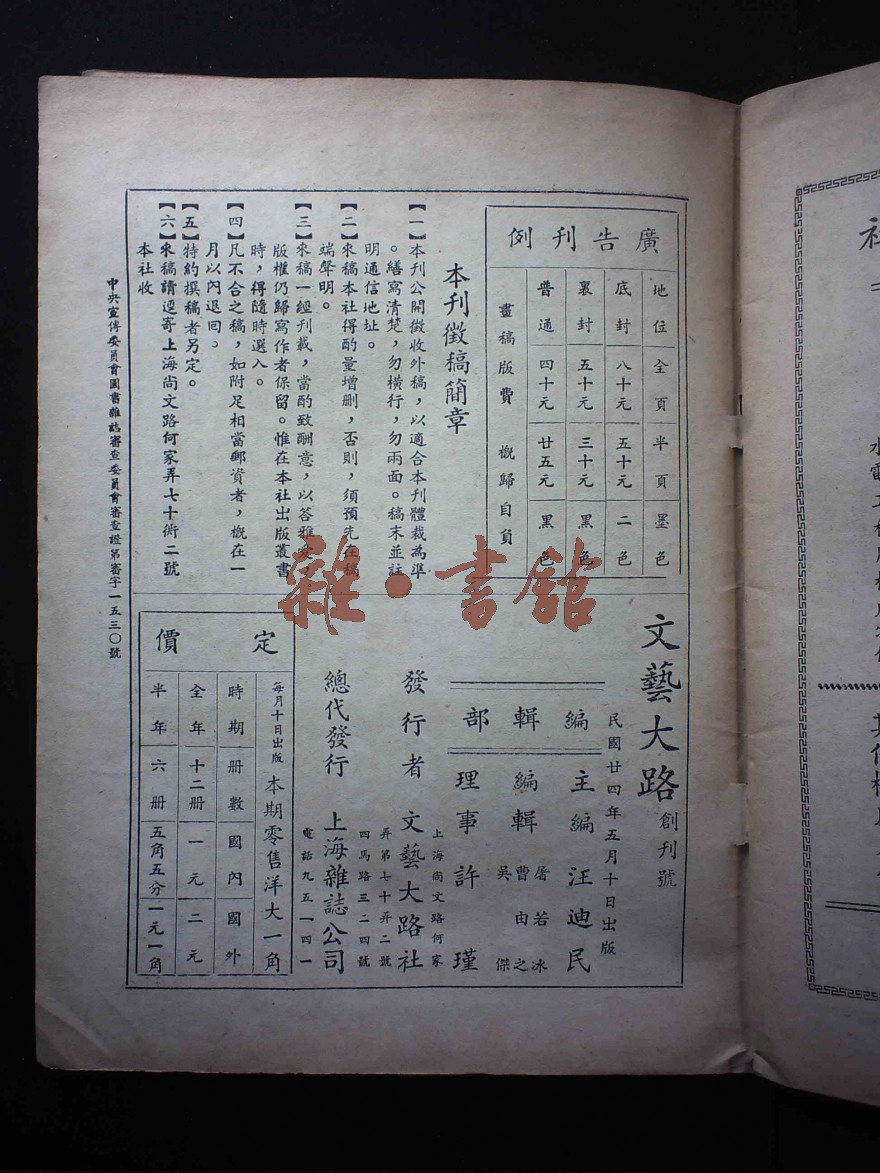 廣告刊例
地位 全頁 半頁 墨色
底封 八十元 五十元 二色
裏封 五十元 三十元 黑色
普通 四十元 廿五元 黑色
畫稿版費 概歸自負
本刊徵稿簡章
【一】本刊公開徵收外稿，以適合本刊體裁為準
。繕寫清楚，勿橫行，勿兩面。稿末並註
明通信地址。
【二】來稿本社得酌量增刪，否則，須預先在稿
端聲明。
【三】來稿一經刊載，當酌致酬意，以答雅愛，
版權仍歸寫作者保留。惟在本社出版叢書
時，得隨時選入。
【四】凡不合之稿，如附足相當郵資者，概在一
月以內退回。
【五】特約撰稿者另定。
【六】來稿請逕寄上海尚文路何家弄七十衖二號
本社收
文藝大路 創刊號
民國廿四年五月十日出版
編輯部
主編 汪迪民
編輯 屠若冰
曹由之
吳傑
理事 許瑾
發行者 文藝大路社
上海尚文路何家
弄第七十弄二號
總代發行 上海雜誌公司
四馬路三二四號
電話九五一四一
定價
每月十日出版 本期零售洋大一角
時期 册數 國內 國外
全年 十二册 一元 二元
半年 六册 五角五分 一元一角
中央宣傳委員會圖書雜誌審查委員會審查證第審字一五三〇號
雜·書館